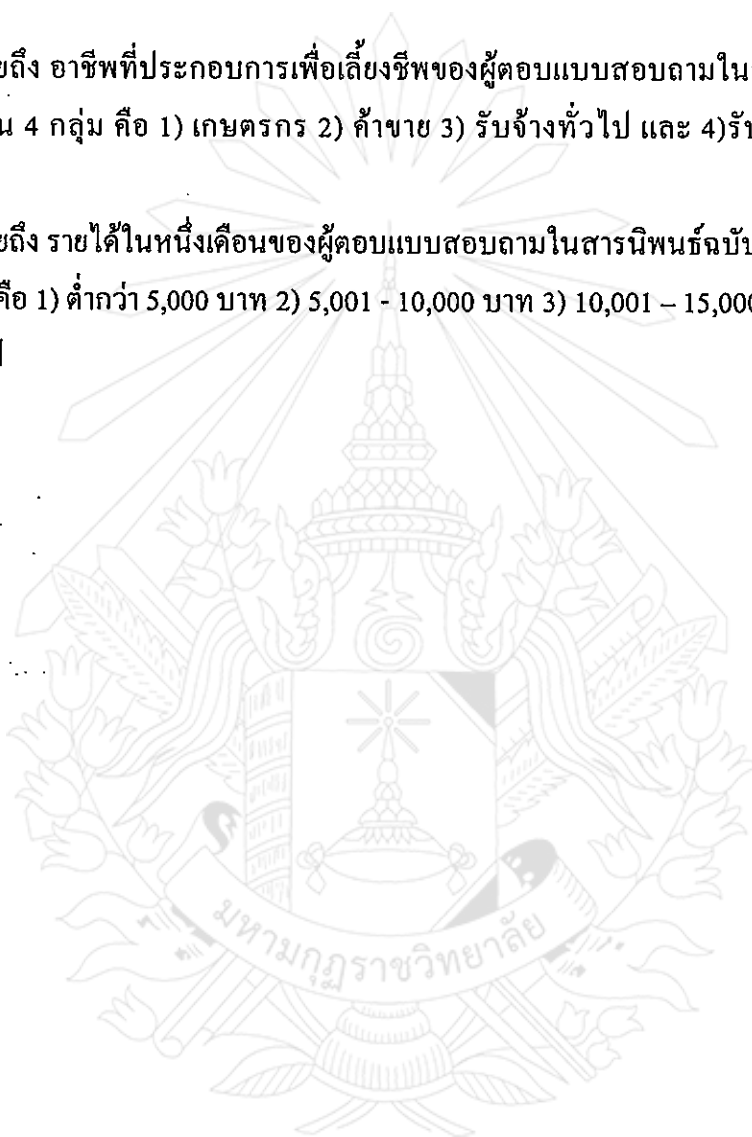 ยถึง อาชีพที่ประกอบการเพื่อเลี้ยงชีพของผู้ตอบแบบสอบถามใน
น 4 กลุ่ม คือ 1) เกษตรกร 2) ค้าขาย 3) รับจ้างทั่วไป และ 4)รับ
ยถึง รายได้ในหนึ่งเดือนของผู้ตอบแบบสอบถามในสารนิพนธ์ฉบับ
คือ 1) ต่ำกว่า 5,000 บาท 2) 5,001 - 10,000 บาท 3) 10,001 – 15,000
มหามกุฏราชวิทยาลัย